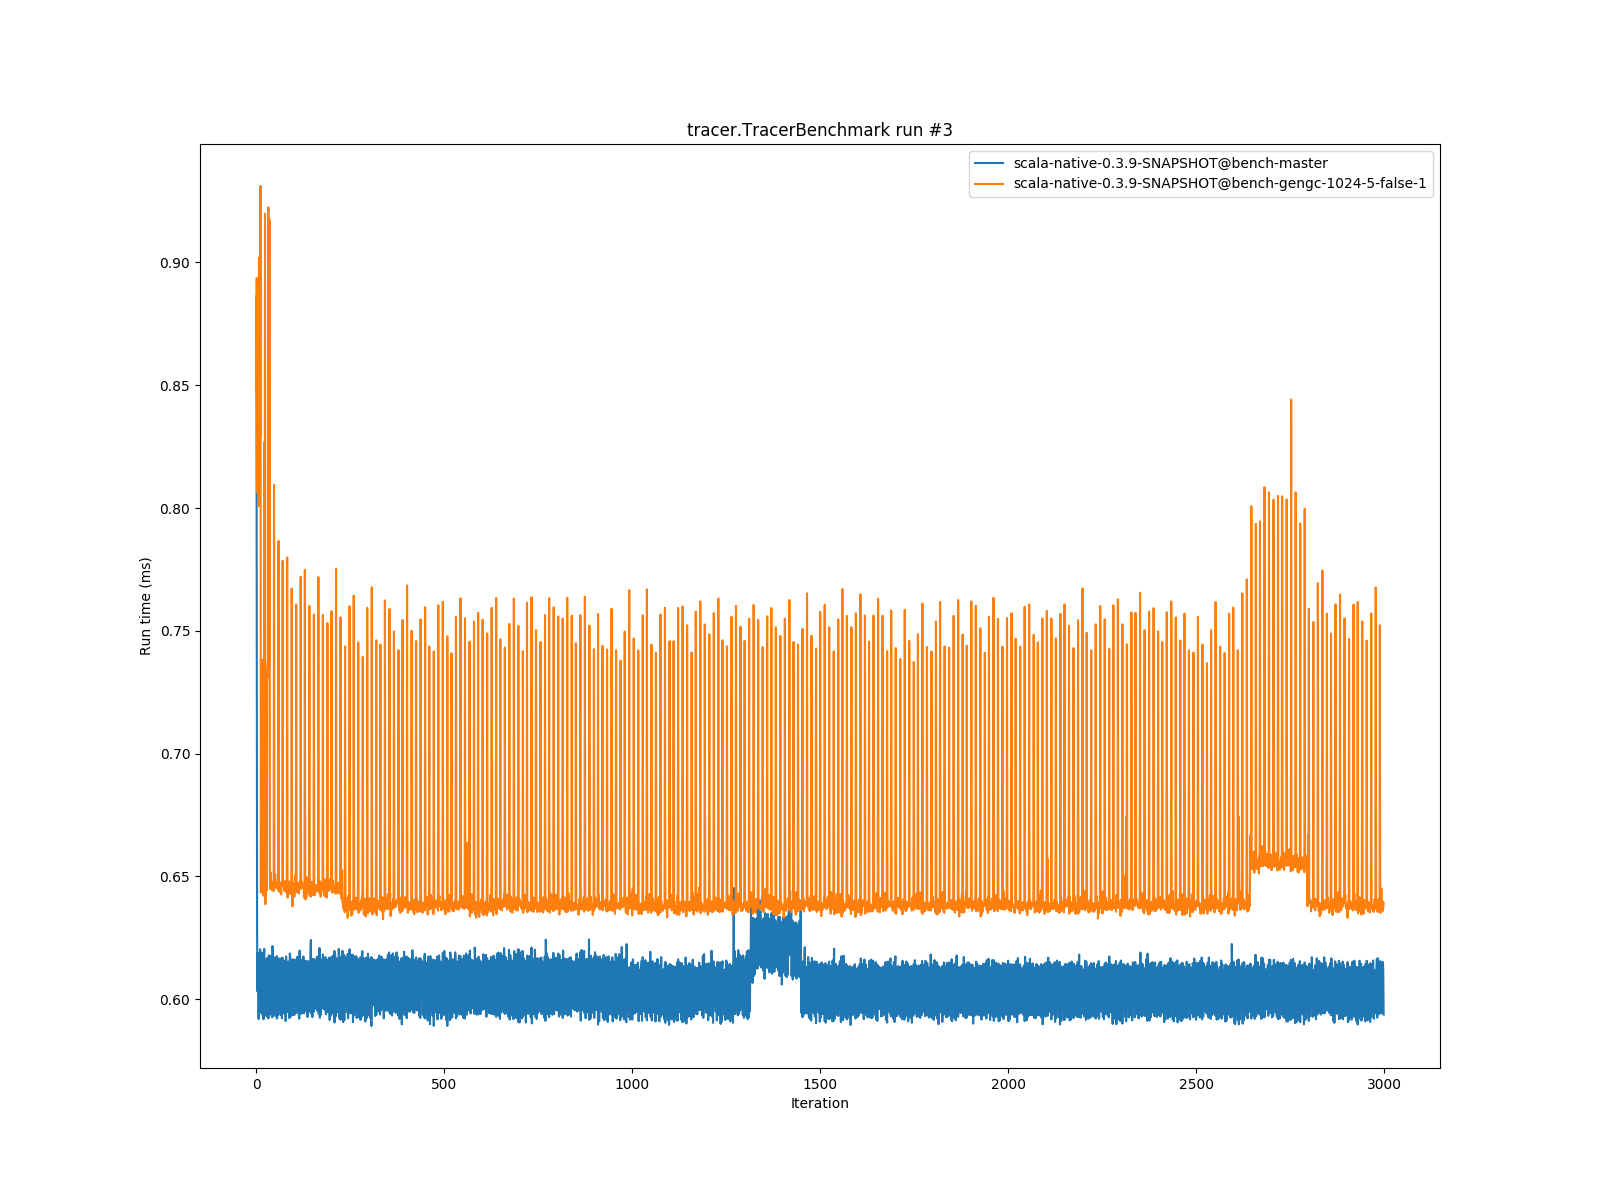 tracer.TracerBenchmark run #3
scala-native-0.3.9-SNAPSHOT@bench-master
scala-native-0.3.9-SNAPSHOT@bench-gengc-1024-5-false-1
Run time (ms)
0.90
0.85
0.80
0.75
0.70
0.65
0.60
0 500 1000 1500 2000 2500 3000
Iteration